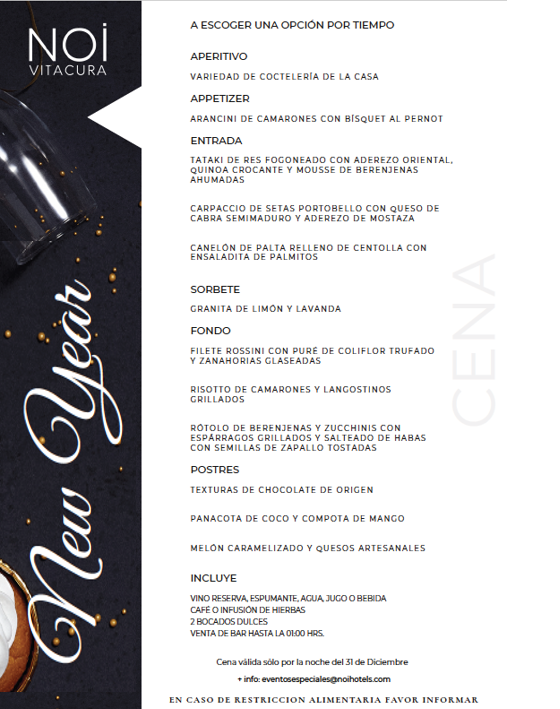 NOI
VITACURA
New Year
A ESCOGER UNA OPCIÓN POR TIEMPO
APERITIVO
VARIEDAD DE COCTELERÍA DE LA CASA
APPETIZER
ARANCINI DE CAMARONES CON BÍSQUET AL PERNOT
ENTRADA
TATAKI DE RES FOGONEADO CON ADEREZO ORIENTAL,
QUINOA CROCANTE Y MOUSSE DE BERENJENAS
AHUMADAS
CARPACCIO DE SETAS PORTOBELLO CON QUESO DE
CABRA SEMIMADURO Y ADEREZO DE MOSTAZA
CANELÓN DE PALTA RELLENO DE CENTOLLA CON
ENSALADITA DE PALMITOS
SORBETE
GRANITA DE LIMÓN Y LAVANDA
FONDO
FILETE ROSSINI CON PURÉ DE COLIFLOR TRUFADO
Y ZANAHORIAS GLASEADAS
RISOTTO DE CAMARONES Y LANGOSTINOS
GRILLADOS
RÓTOLO DE BERENJENAS Y ZUCCHINIS CON
ESPÁRRAGOS GRILLADOS Y SALTEADO DE HABAS
CON SEMILLAS DE ZAPALLO TOSTADAS
POSTRES
TEXTURAS DE CHOCOLATE DE ORIGEN
PANACOTA DE COCO Y COMPOTA DE MANGO
MELÓN CARAMELIZADO Y QUESOS ARTESANALES
INCLUYE
VINO RESERVA, ESPUMANTE, AGUA, JUGO O BEBIDA
CAFÉ O INFUSIÓN DE HIERBAS
2 BOCADOS DULCES
VENTA DE BAR HASTA LA 01:00 HRS.
Cena válida sólo por la noche del 31 de Diciembre
+ info: eventosespeciales@noihotels.com
EN CASO DE RESTRICCION ALIMENTARIA FAVOR INFORMAR
CENA